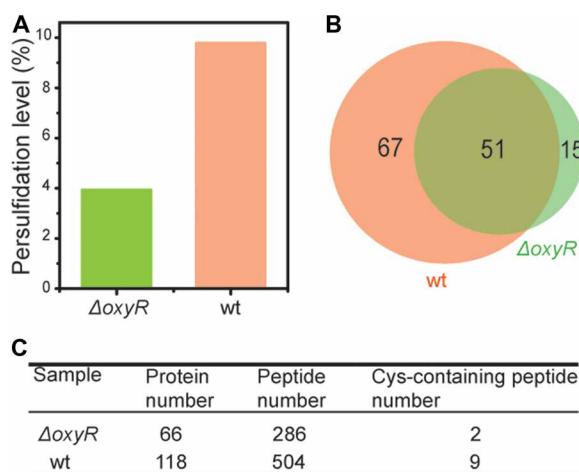 A
Persulfidation level (%)
10
8
6
4
2
0
ΔoxyR wt
B
67 51 15
ΔoxyR
wt
C
Sample Protein number Peptide number Cys-containing peptide number
ΔoxyR 66 286 2
wt 118 504 9